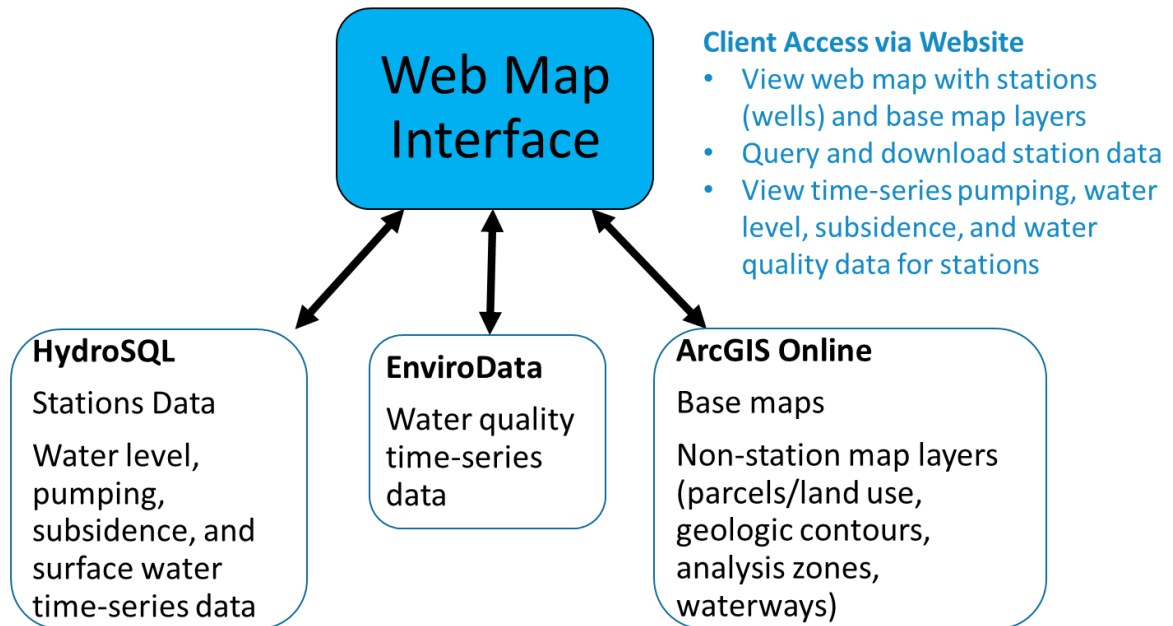 Web Map
Interface
Client Access via Website
• View web map with stations
(wells) and base map layers
• Query and download station data
• View time-series pumping, water
level, subsidence, and water
quality data for stations
HydroSQL
Stations Data
Water level,
pumping,
subsidence, and
surface water
time-series data
EnviroData
Water quality
time-series
data
ArcGIS Online
Base maps
Non-station map layers
(parcels/land use,
geologic contours,
analysis zones,
waterways)